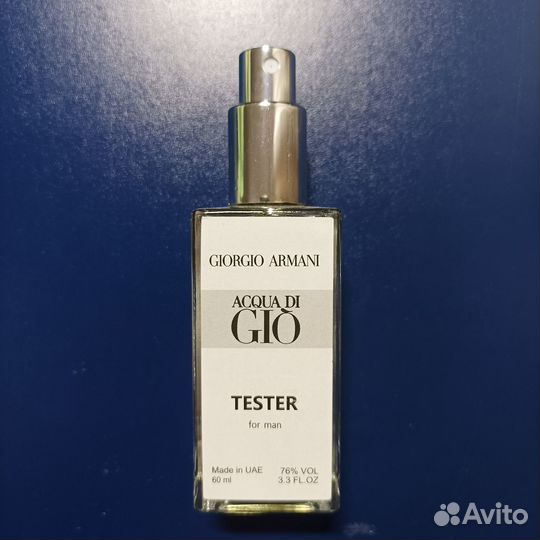 GIORGIO ARMANI
ACQUA DI
GIÒ
TESTER
for man
Made in UAE 76% VOL
60 ml 3.3 FL.OZ
Avito